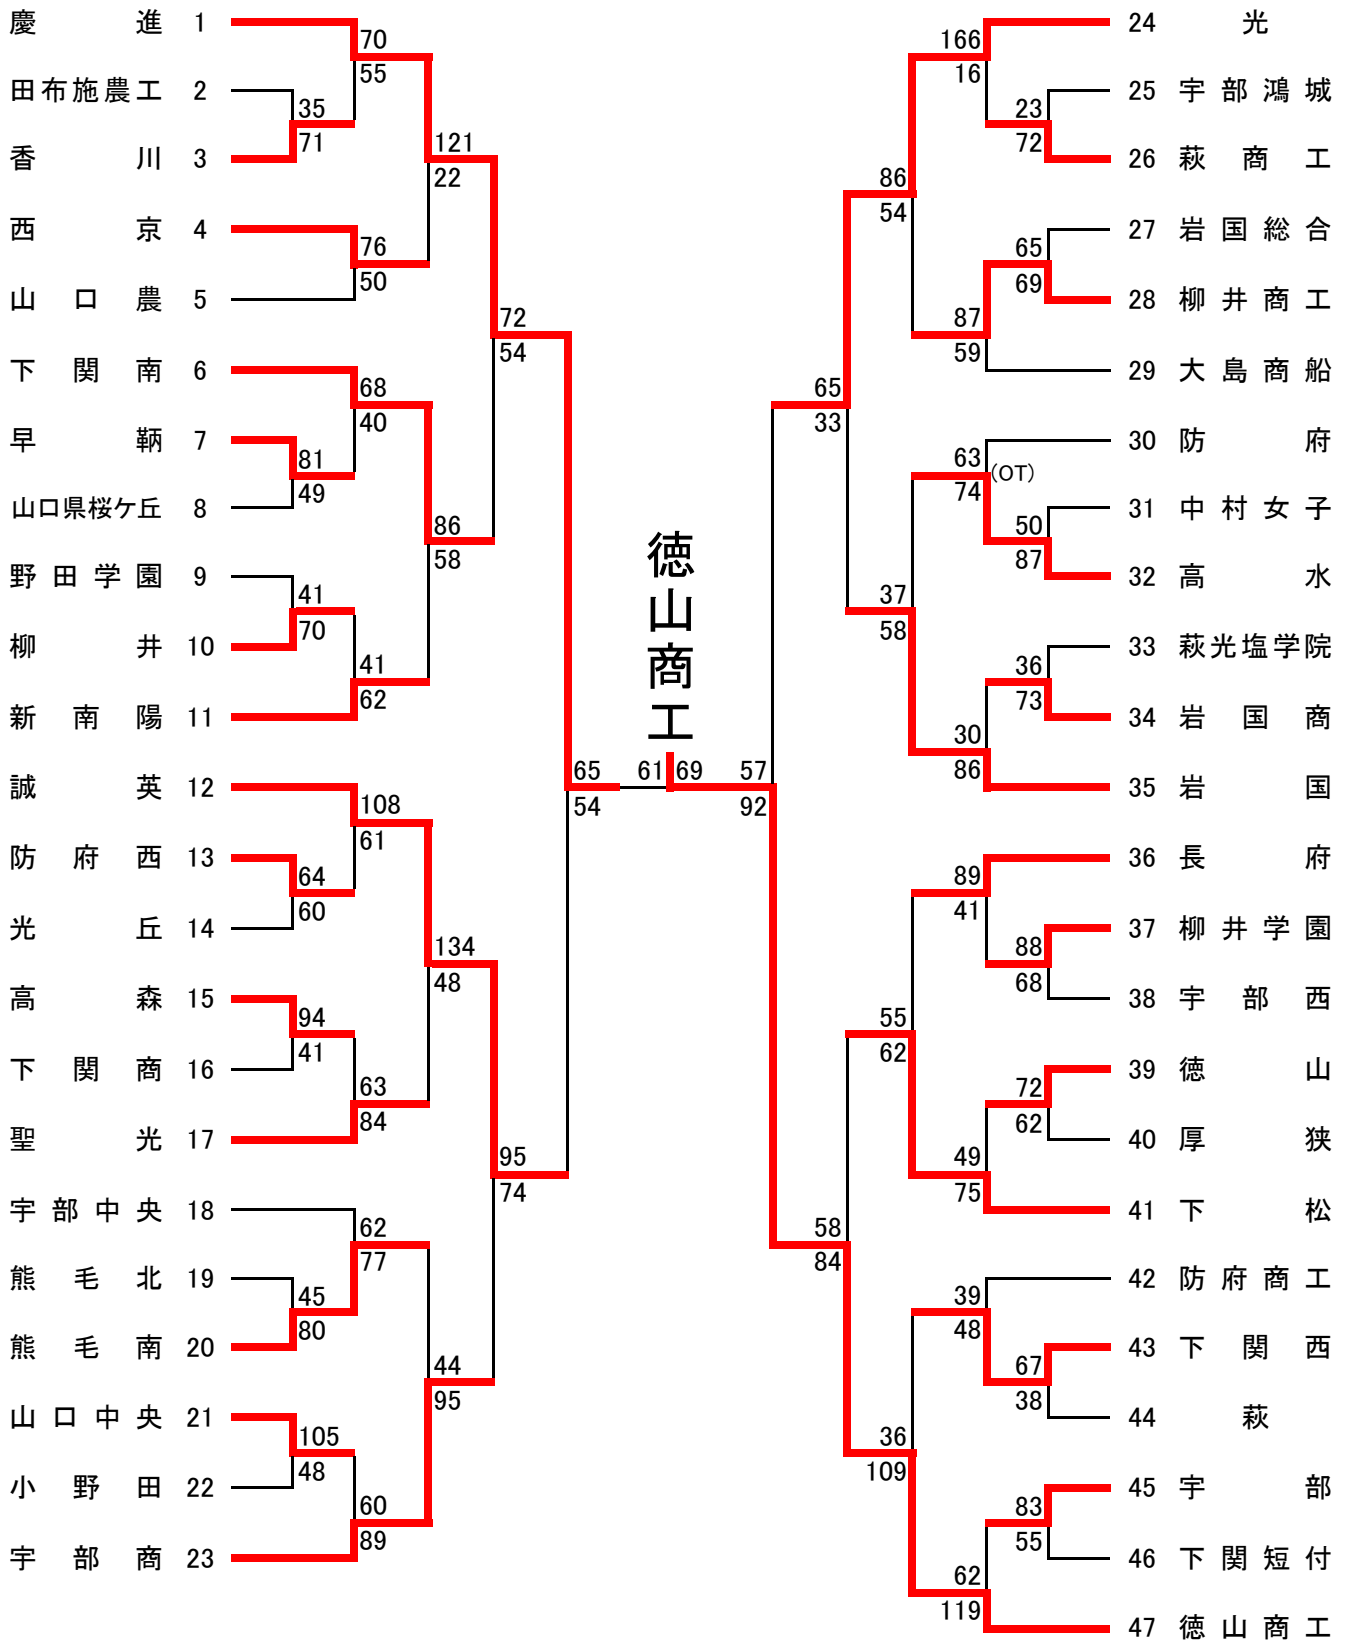 慶進 1
田布施農工 2
香川 3
西京 4
山口農 5
下関南 6
早鞆 7
山口県桜ケ丘 8
野田学園 9
柳井 10
新南陽 11
誠英 12
防府西 13
光丘 14
高森 15
下関商 16
聖光 17
宇部中央 18
熊毛北 19
熊毛南 20
山口中央 21
小野田 22
宇部商 23
70
55
35
71
121
22
76
50
72
54
68
40
81
49
86
58
41
70
41
62
65
54
108
61
64
60
134
48
94
41
63
84
95
74
62
77
45
80
44
95
105
48
60
89
徳山商工
61 69
57
92
166
16
23
72
86
54
65
69
87
59
65
33
63
74
(OT)
50
87
37
58
36
73
30
86
89
41
88
68
55
62
72
62
49
75
58
84
39
48
67
38
36
109
83
55
62
119
24 光
25 宇部鴻城
26 萩商工
27 岩国総合
28 柳井商工
29 大島商船
30 防府
31 中村女子
32 高水
33 萩光塩学院
34 岩国商
35 岩国
36 長府
37 柳井学園
38 宇部西
39 徳山
40 厚狭
41 下松
42 防府商工
43 下関西
44 萩
45 宇部
46 下関短付
47 徳山商工